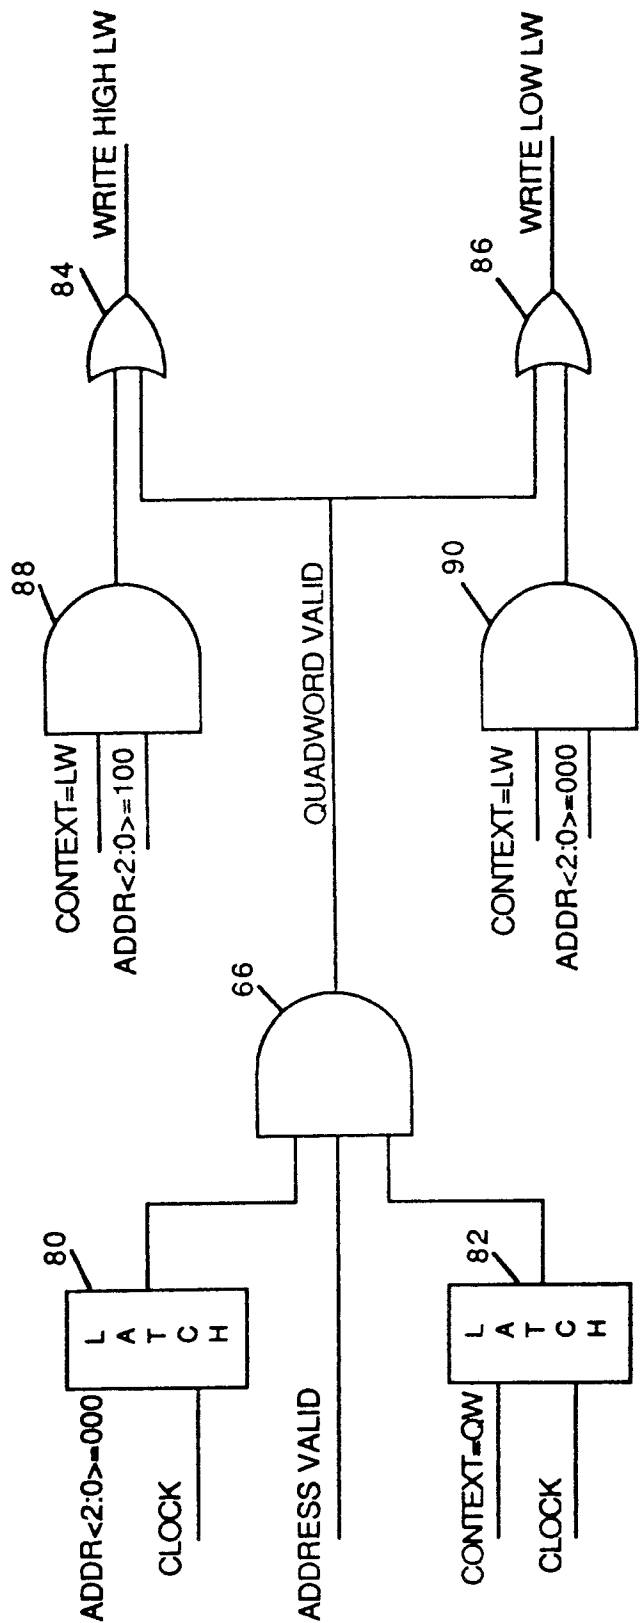 ADDR<2:0>=000
CLOCK
80
LATCH
ADDRESS VALID
CONTEXT=QW
CLOCK
82
LATCH
66
QUADWORD VALID
CONTEXT=LW
ADDR<2:0>=100
88
84
WRITE HIGH LW
CONTEXT=LW
ADDR<2:0>=000
90
86
WRITE LOW LW